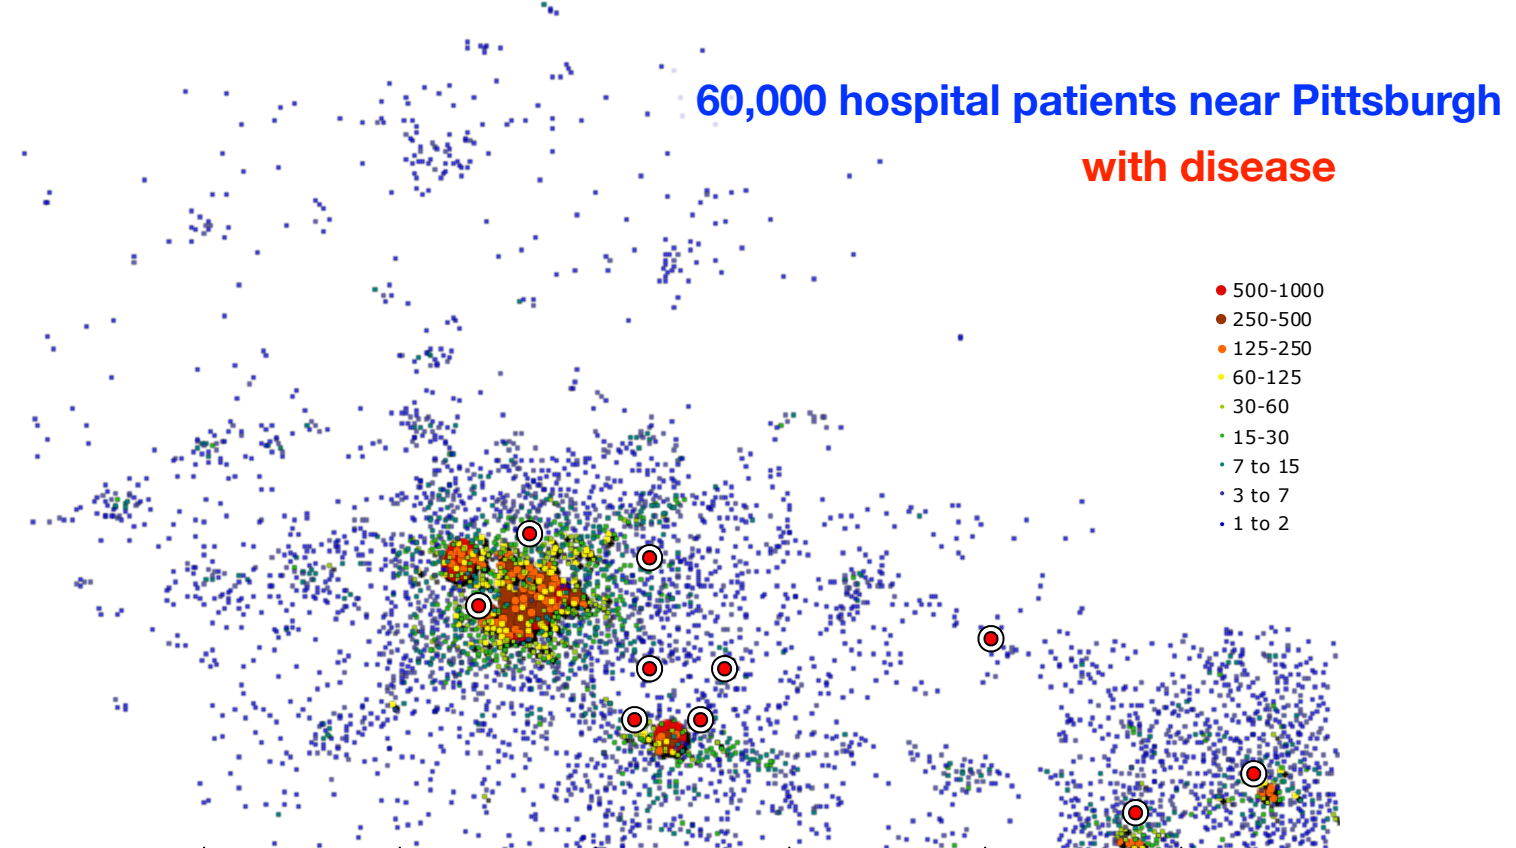 60,000 hospital patients near Pittsburgh
with disease
500-1000
250-500
125-250
60-125
30-60
15-30
7 to 15
3 to 7
1 to 2